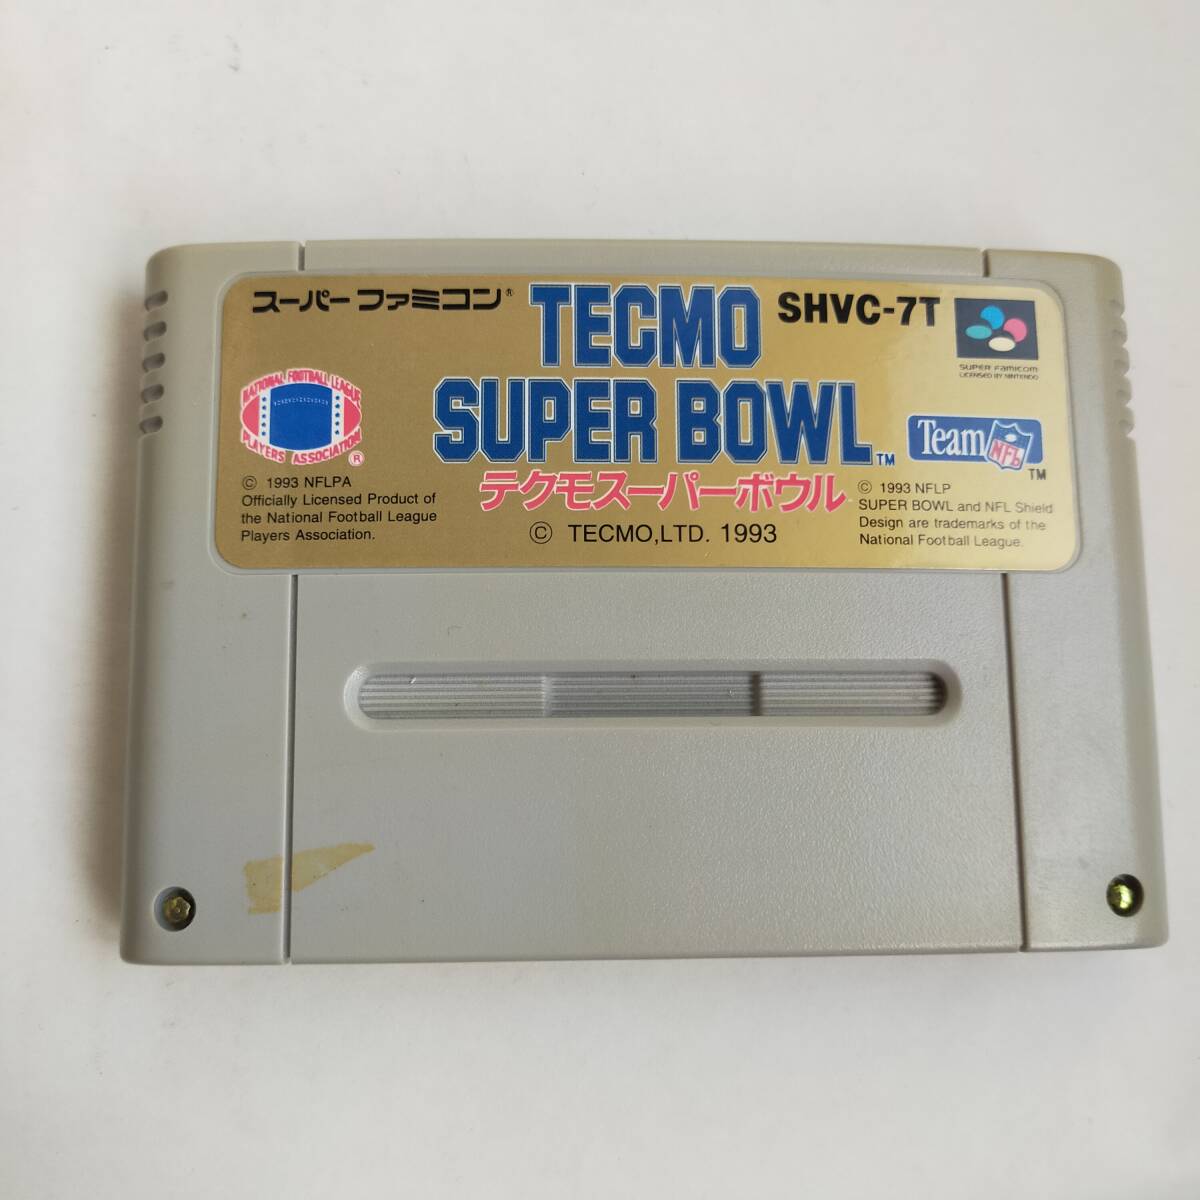 スーパーファミコン®
TECMO
SUPER BOWL™
テクモスーパーボウル
© TECMO,LTD. 1993
SHVC-7T
SUPER FAMICOM
LICENSED BY NINTENDO
NATIONAL FOOTBALL LEAGUE
PLAYERS ASSOCIATION
®
© 1993 NFLPA
Officially Licensed Product of
the National Football League
Players Association.
Team NFL
™
© 1993 NFLP
SUPER BOWL and NFL Shield
Design are trademarks of the
National Football League.